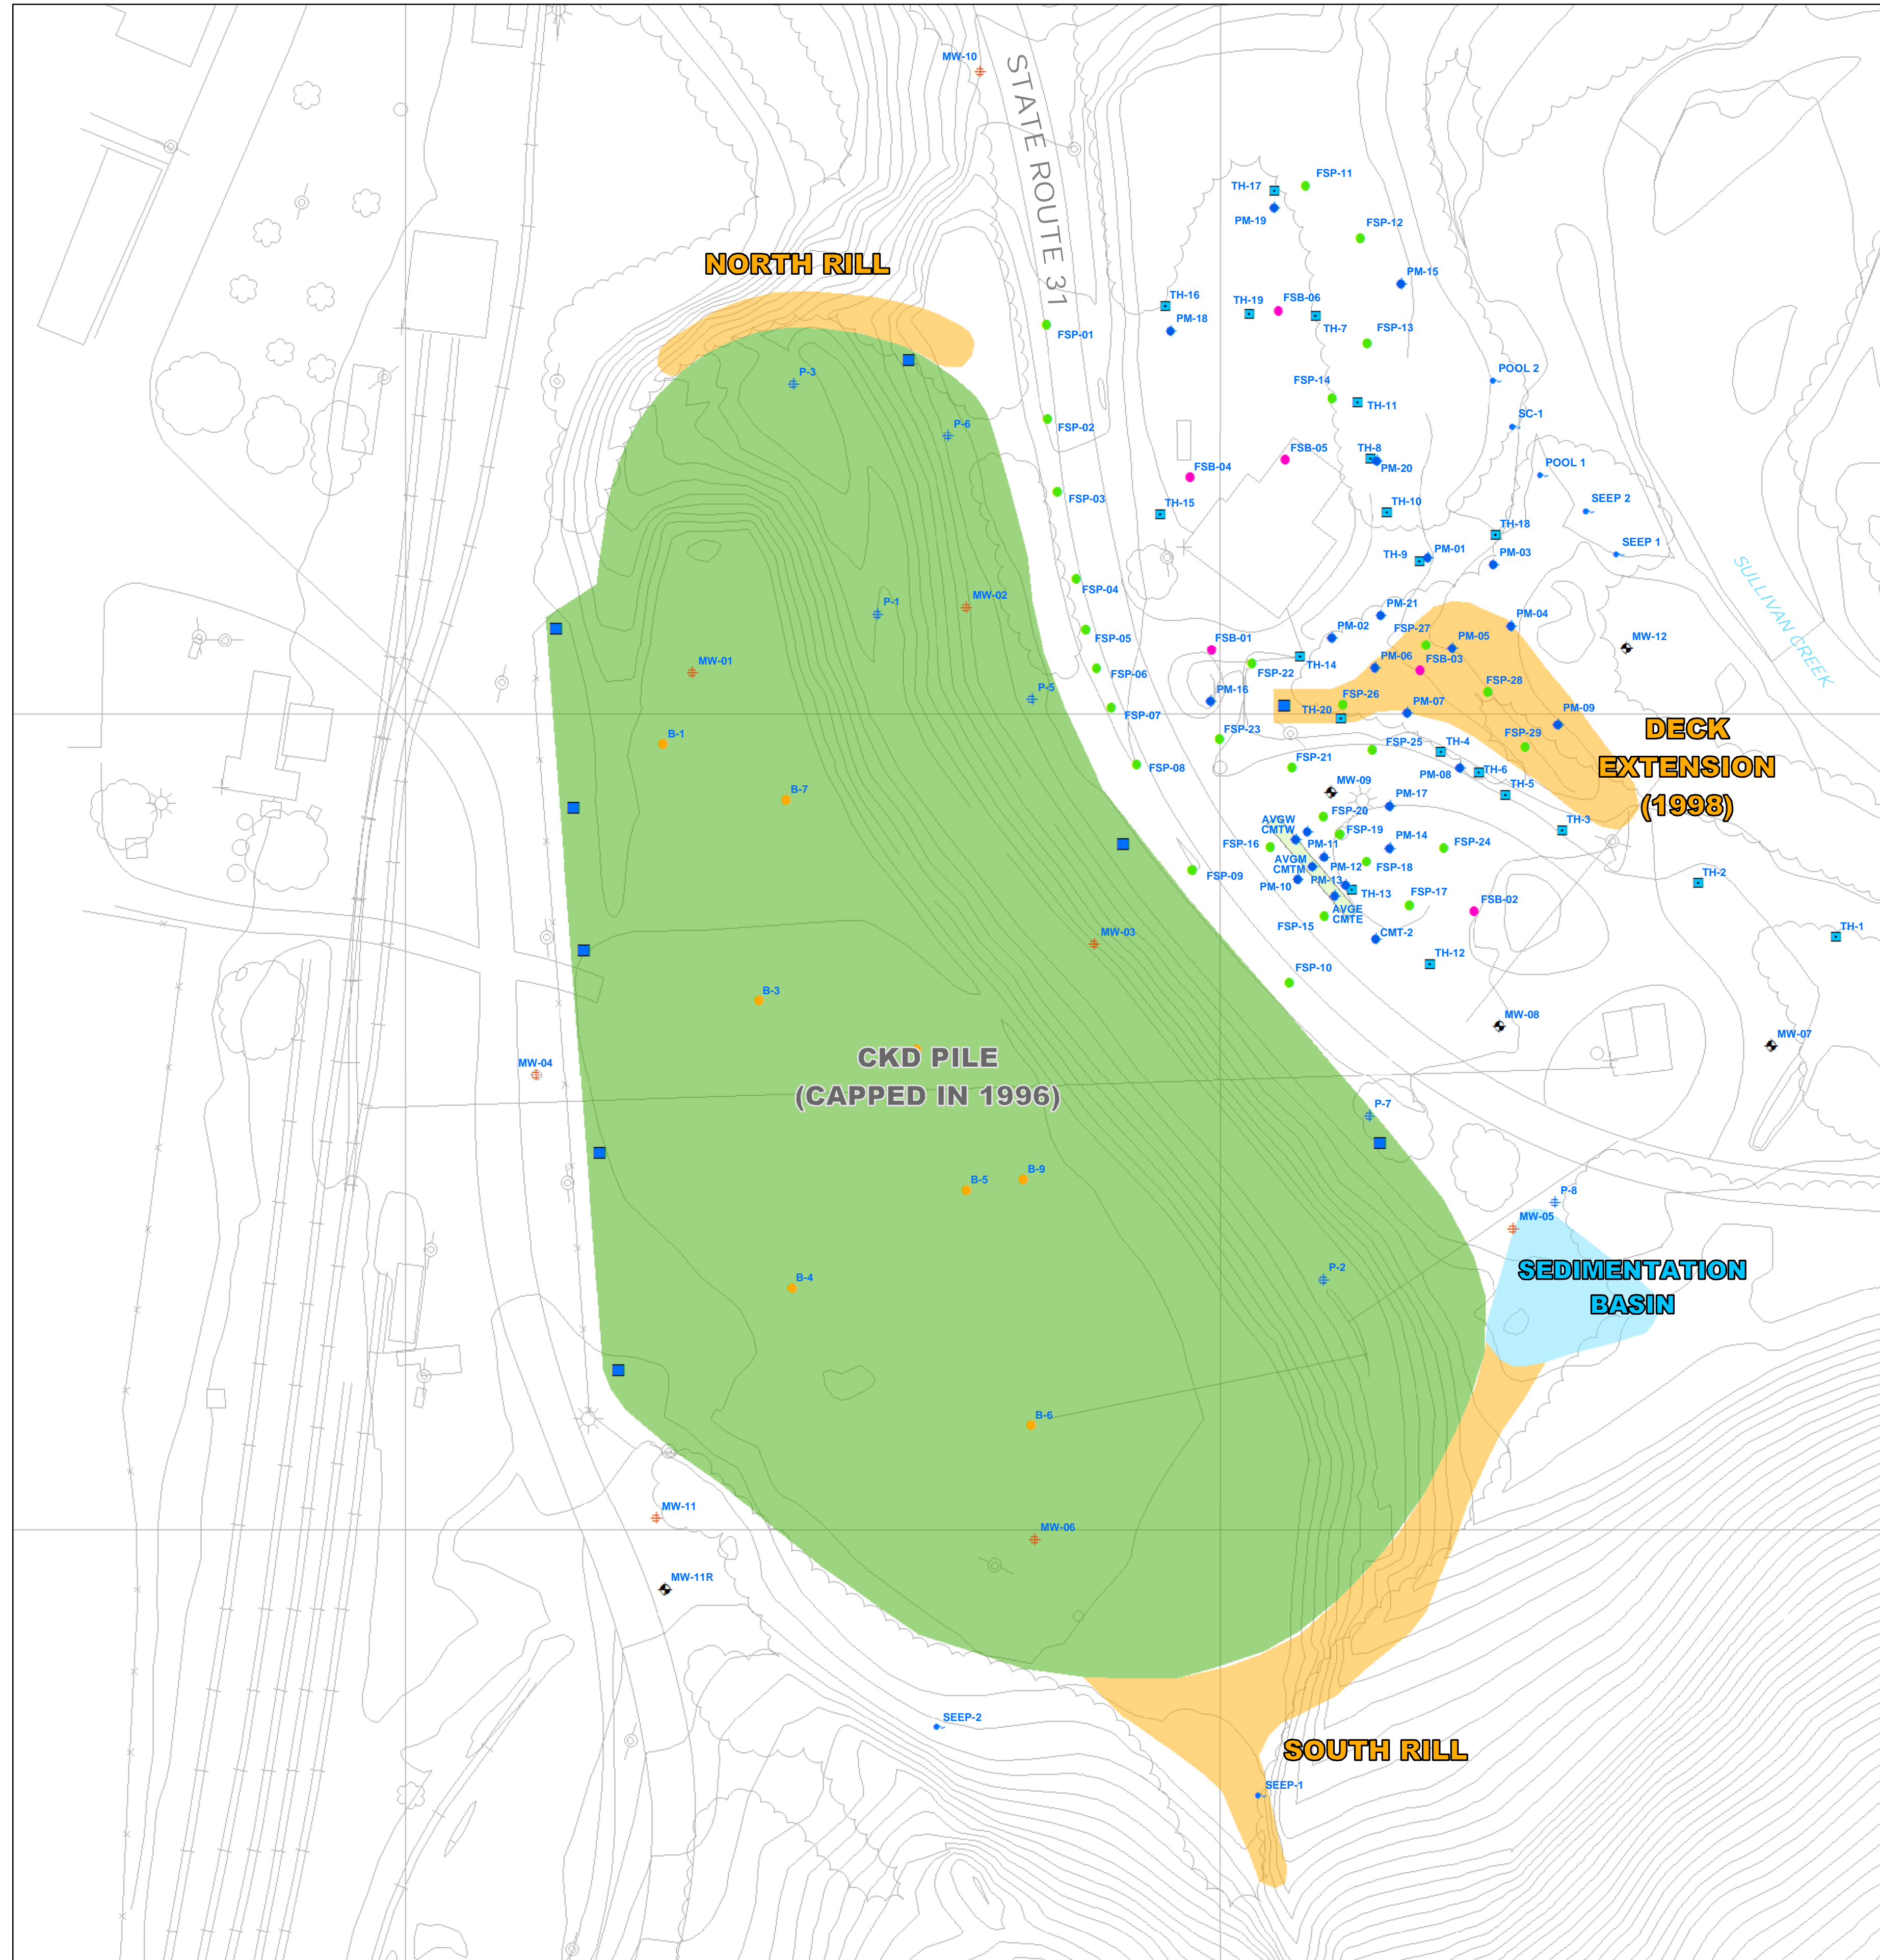 MW-10
STATE ROUTE 31
FSP-11
TH-17
PM-19
FSP-12
NORTH RILL
PM-15
TH-16
TH-19
FSB-06
PM-18
TH-7
FSP-13
FSP-01
P-3
POOL 2
FSP-14
TH-11
SC-1
P-6
FSP-02
FSB-05
TH-8
PM-20
POOL 1
FSB-04
FSP-03
SEEP 2
TH-15
TH-10
TH-18
SEEP 1
TH-9
PM-01
PM-03
SULLIVAN CREEK
FSP-04
P-1
MW-02
PM-21
PM-04
FSP-05
PM-02
FSP-27
PM-05
MW-12
FSB-01
MW-01
FSP-06
FSP-22
TH-14
PM-06
FSB-03
P-5
PM-16
FSP-28
FSP-07
TH-20
FSP-26
PM-07
PM-09
B-1
FSP-23
FSP-25
TH-4
FSP-29
DECK
EXTENSION
(1998)
FSP-08
FSP-21
PM-08
TH-6
TH-5
B-7
MW-09
PM-17
AVGW
CMTW
FSP-20
FSP-19
TH-3
FSP-16
PM-11
PM-14
FSP-24
AVGM
CMTM
PM-12
FSP-18
FSP-09
PM-10
PM-13
TH-13
TH-2
AVGE
CMTE
FSP-17
FSB-02
FSP-15
CMT-2
TH-1
MW-03
TH-12
FSP-10
B-3
MW-08
MW-07
MW-04
CKD PILE
(CAPPED IN 1996)
P-7
B-9
B-5
P-8
MW-05
P-2
SEDIMENTATION
BASIN
B-4
B-6
MW-11
MW-06
MW-11R
SEEP-2
SOUTH RILL
SEEP-1